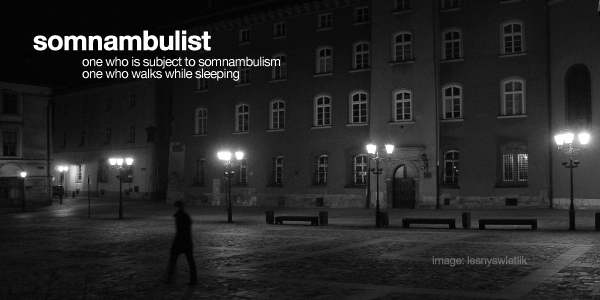 somnambulist
one who is subject to somnambulism
one who walks while sleeping
image: lesnyswietlik